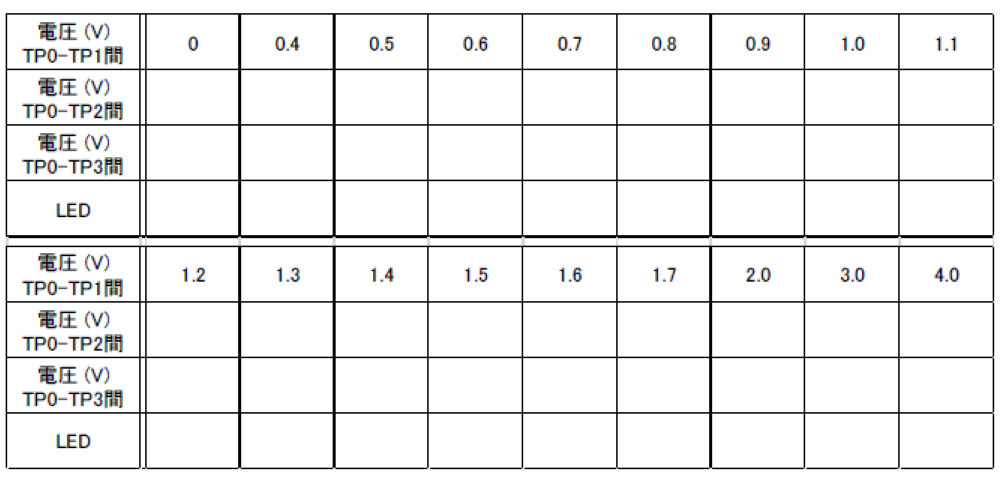 電圧 (V)
TP0-TP1間
0
0.4
0.5
0.6
0.7
0.8
0.9
1.0
1.1
電圧 (V)
TP0-TP2間
電圧 (V)
TP0-TP3間
LED
電圧 (V)
TP0-TP1間
1.2
1.3
1.4
1.5
1.6
1.7
2.0
3.0
4.0
電圧 (V)
TP0-TP2間
電圧 (V)
TP0-TP3間
LED